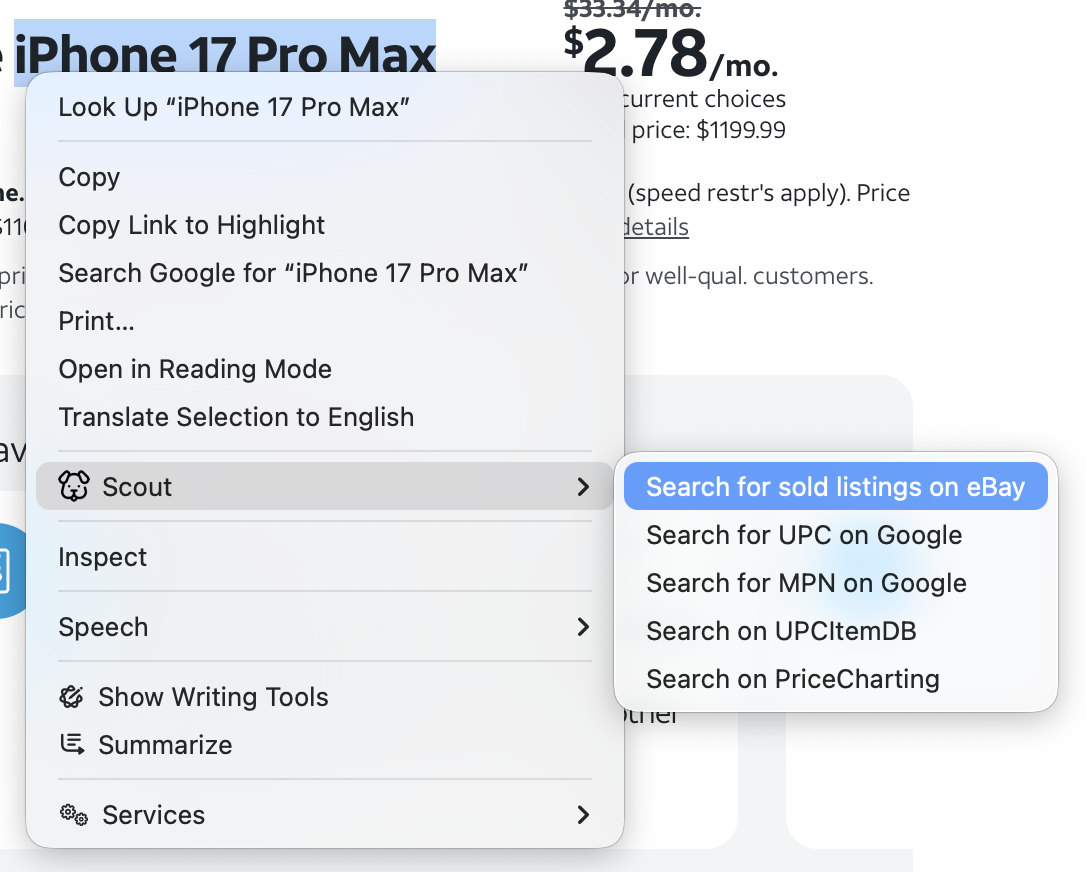 $33.34/mo.
iPhone 17 Pro Max
$2.78/mo.
current choices
price: $1199.99
(speed restr's apply). Price
details
or well-qual. customers.
Look Up “iPhone 17 Pro Max”
Copy
Copy Link to Highlight
Search Google for “iPhone 17 Pro Max”
Print...
Open in Reading Mode
Translate Selection to English
Scout
Inspect
Speech
Show Writing Tools
Summarize
Services
Search for sold listings on eBay
Search for UPC on Google
Search for MPN on Google
Search on UPCItemDB
Search on PriceCharting